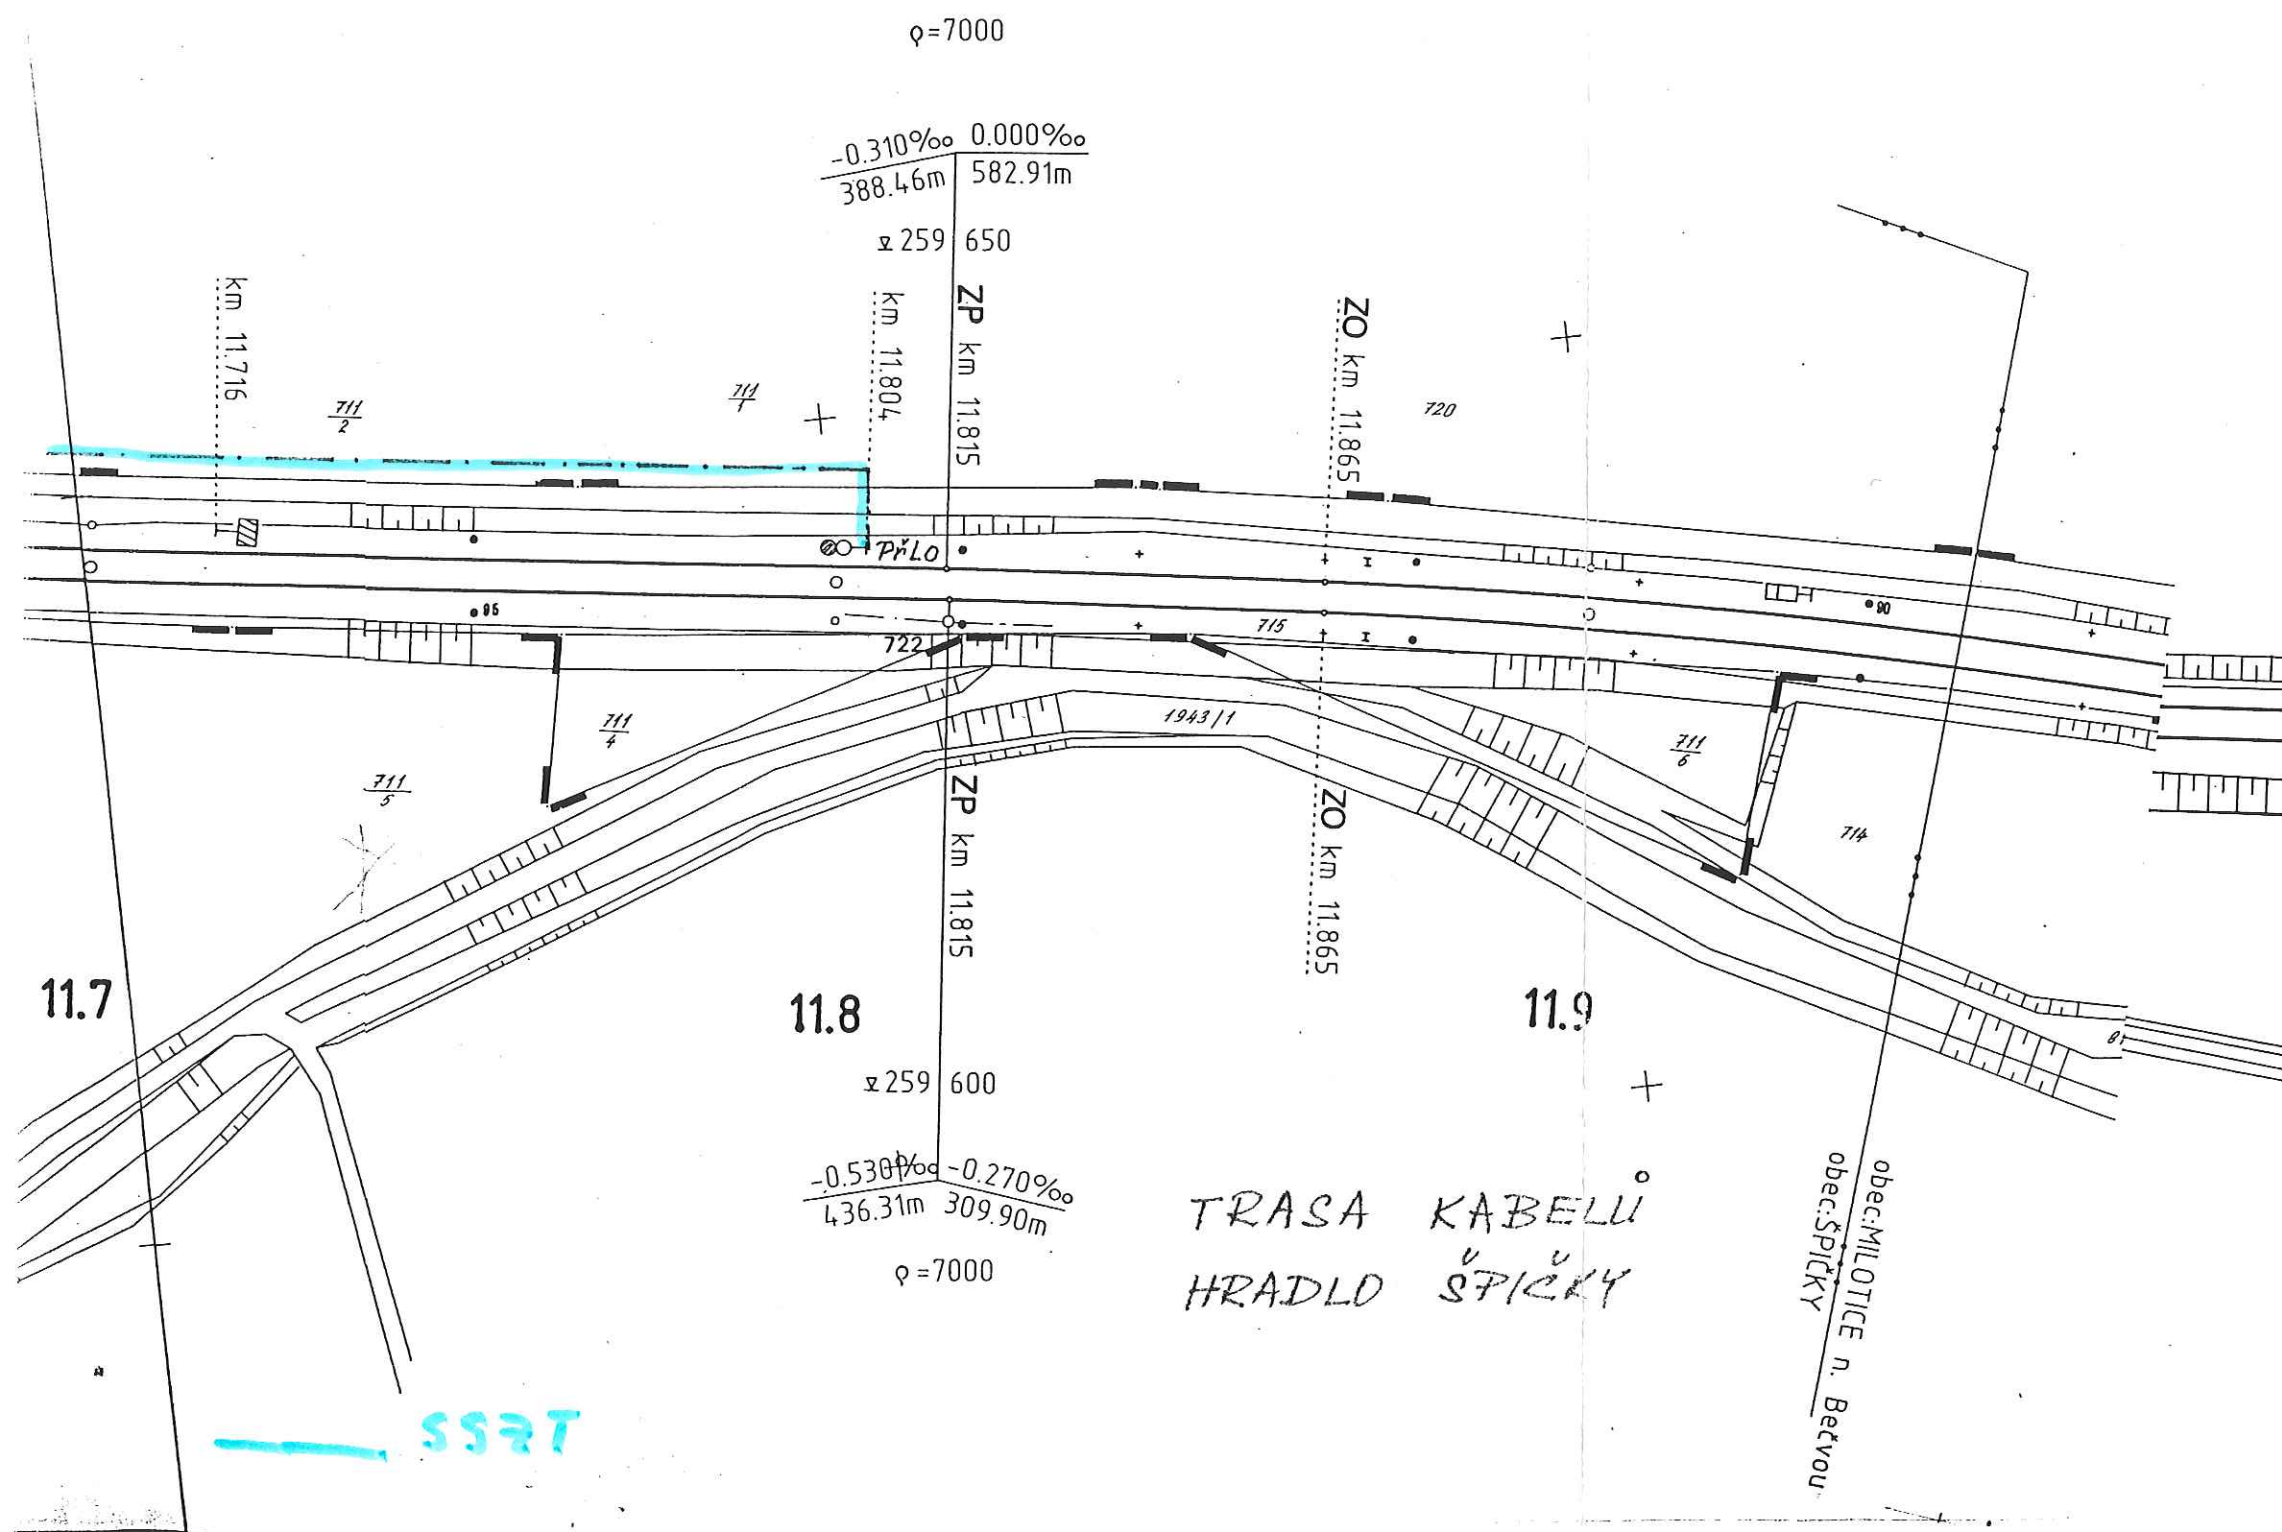 ϙ=7000
-0.310‰ 0.000‰
388.46m 582.91m
259 650
km 11.716
km 11.804
ZP km 11.815
ZO km 11.865
711/2
711/1
720
PřLO
95
90
722
715
711/4
1943/1
711/6
711/5
714
ZP km 11.815
ZO km 11.865
11.7
11.8
11.9
259 600
-0.530‰ -0.270‰
436.31m 309.90m
ϙ=7000
TRASA KABELŮ
HRADLO ŠPIČKY
obec:MILOTICE n. Bečvou
obec:ŠPIČKY
SSZT